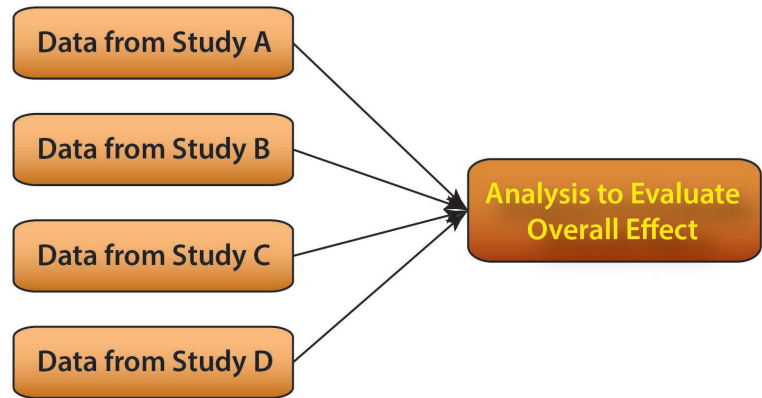 Data from Study A
Data from Study B
Data from Study C
Data from Study D
Analysis to Evaluate
Overall Effect